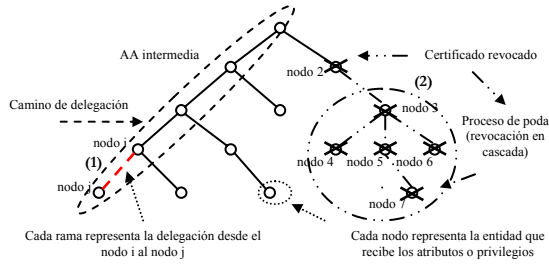 AA intermedia
Certificado revocado
nodo 2
(2)
nodo 3
Camino de delegación
Proceso de poda
(revocación en
cascada)
nodo i
(1)
nodo 4
nodo 5
nodo 6
nodo j
nodo 7
Cada rama representa la delegación desde el
nodo i al nodo j
Cada nodo representa la entidad que
recibe los atributos o privilegios